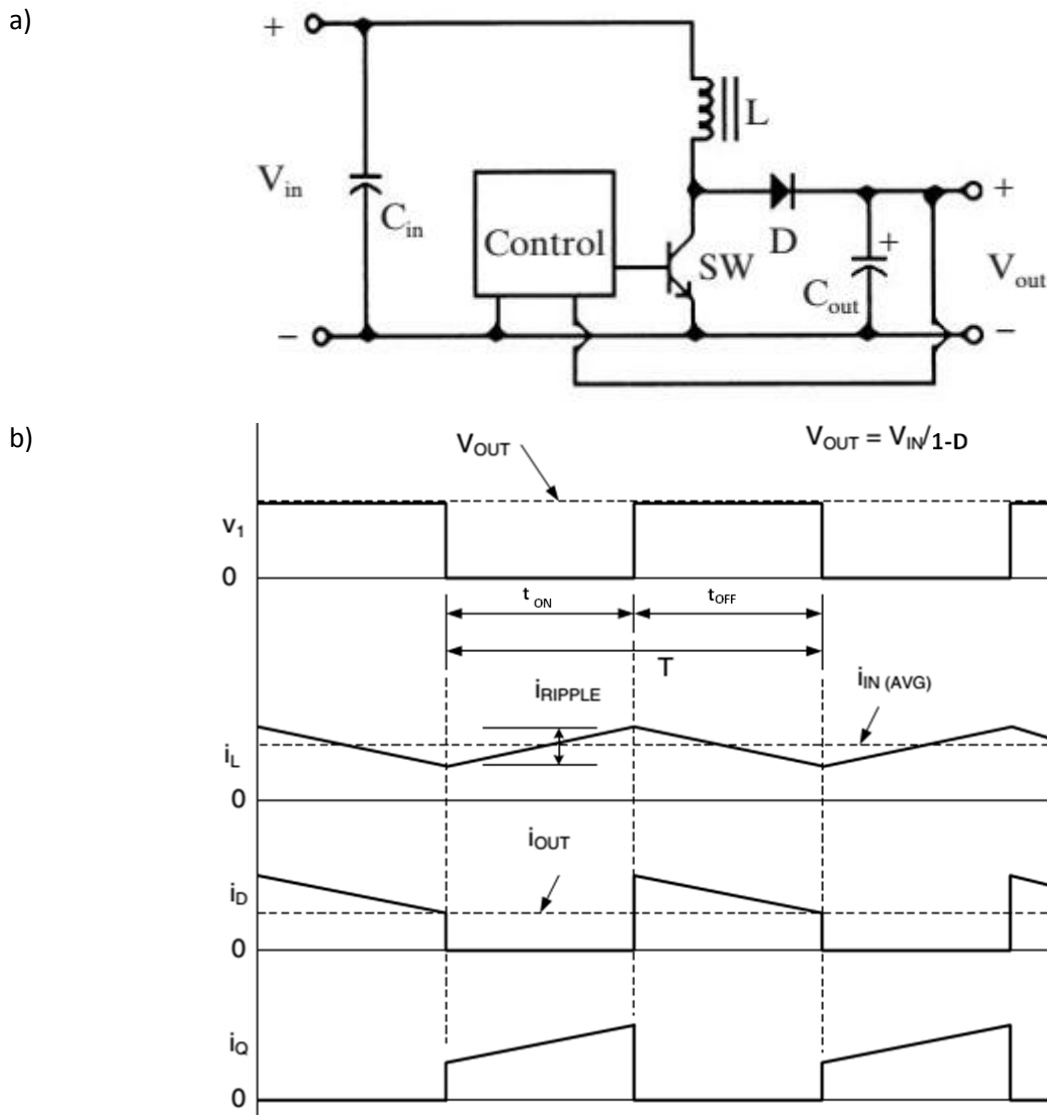 a)
+
L
V_in
C_in
Control
SW
D
+
C_out
+
V_out
−
−
b)
V_OUT
V_OUT = V_IN/1-D
v_1
0
t_ON
t_OFF
T
i_RIPPLE
i_IN (AVG)
i_L
0
i_OUT
i_D
0
i_Q
0